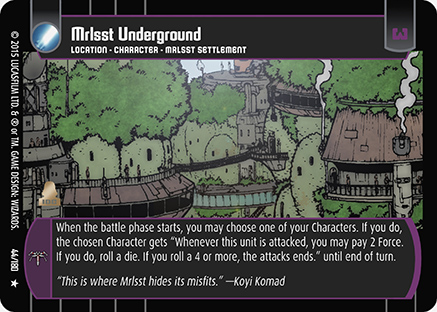 Mrlsst Underground
LOCATION - CHARACTER - MRLSST SETTLEMENT
When the battle phase starts, you may choose one of your Characters. If you do,
the chosen Character gets "Whenever this unit is attacked, you may pay 2 Force.
If you do, roll a die. If you roll a 4 or more, the attacks ends." until end of turn.
"This is where Mrlsst hides its misfits." —Koyi Komad
© 2015 LUCASFILM LTD. & ® or TM. GAME DESIGN: WIZARDS.
44/180 ★